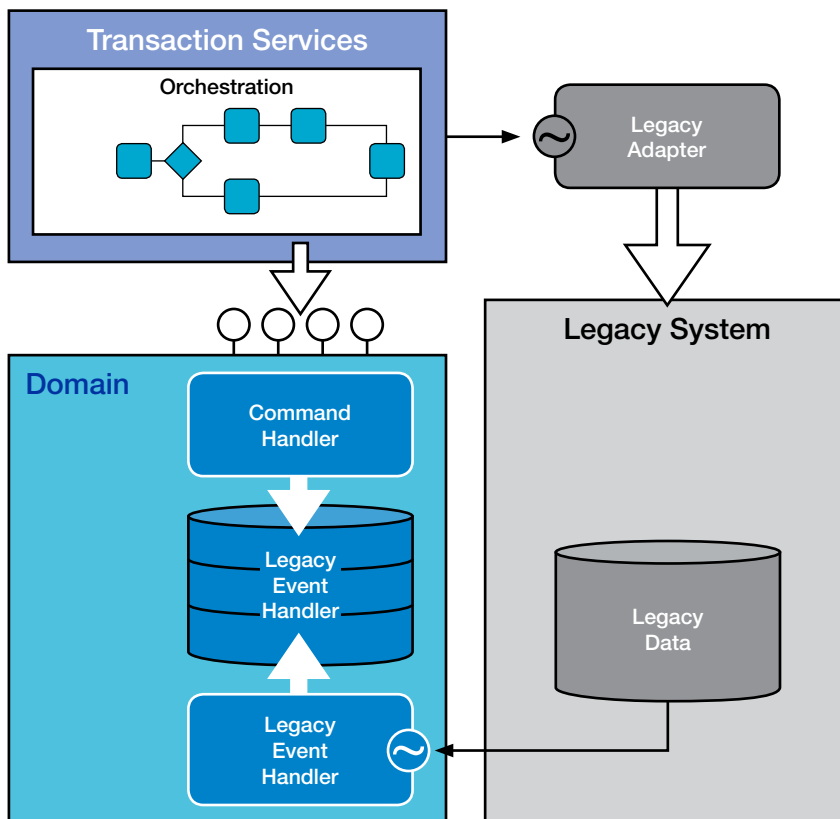 Transaction Services
Orchestration
Legacy
Adapter
Legacy System
Domain
Command
Handler
Legacy
Event
Handler
Legacy
Data
Legacy
Event
Handler